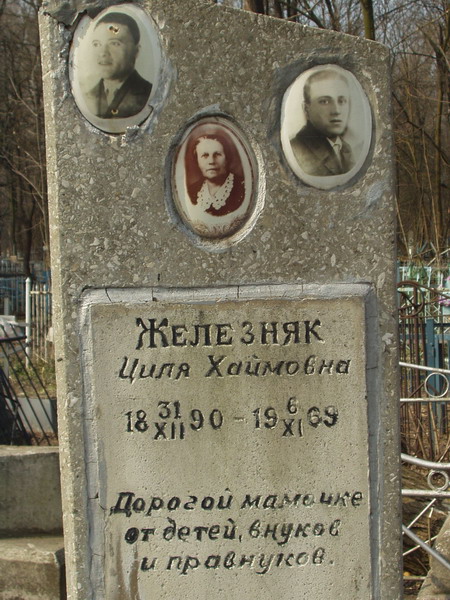 ЖЕЛЕЗНЯК
Циля Хаймовна
18 31/XII 90 – 19 6/XI 69
Дорогой мамочке
от детей, внуков
и правнуков.